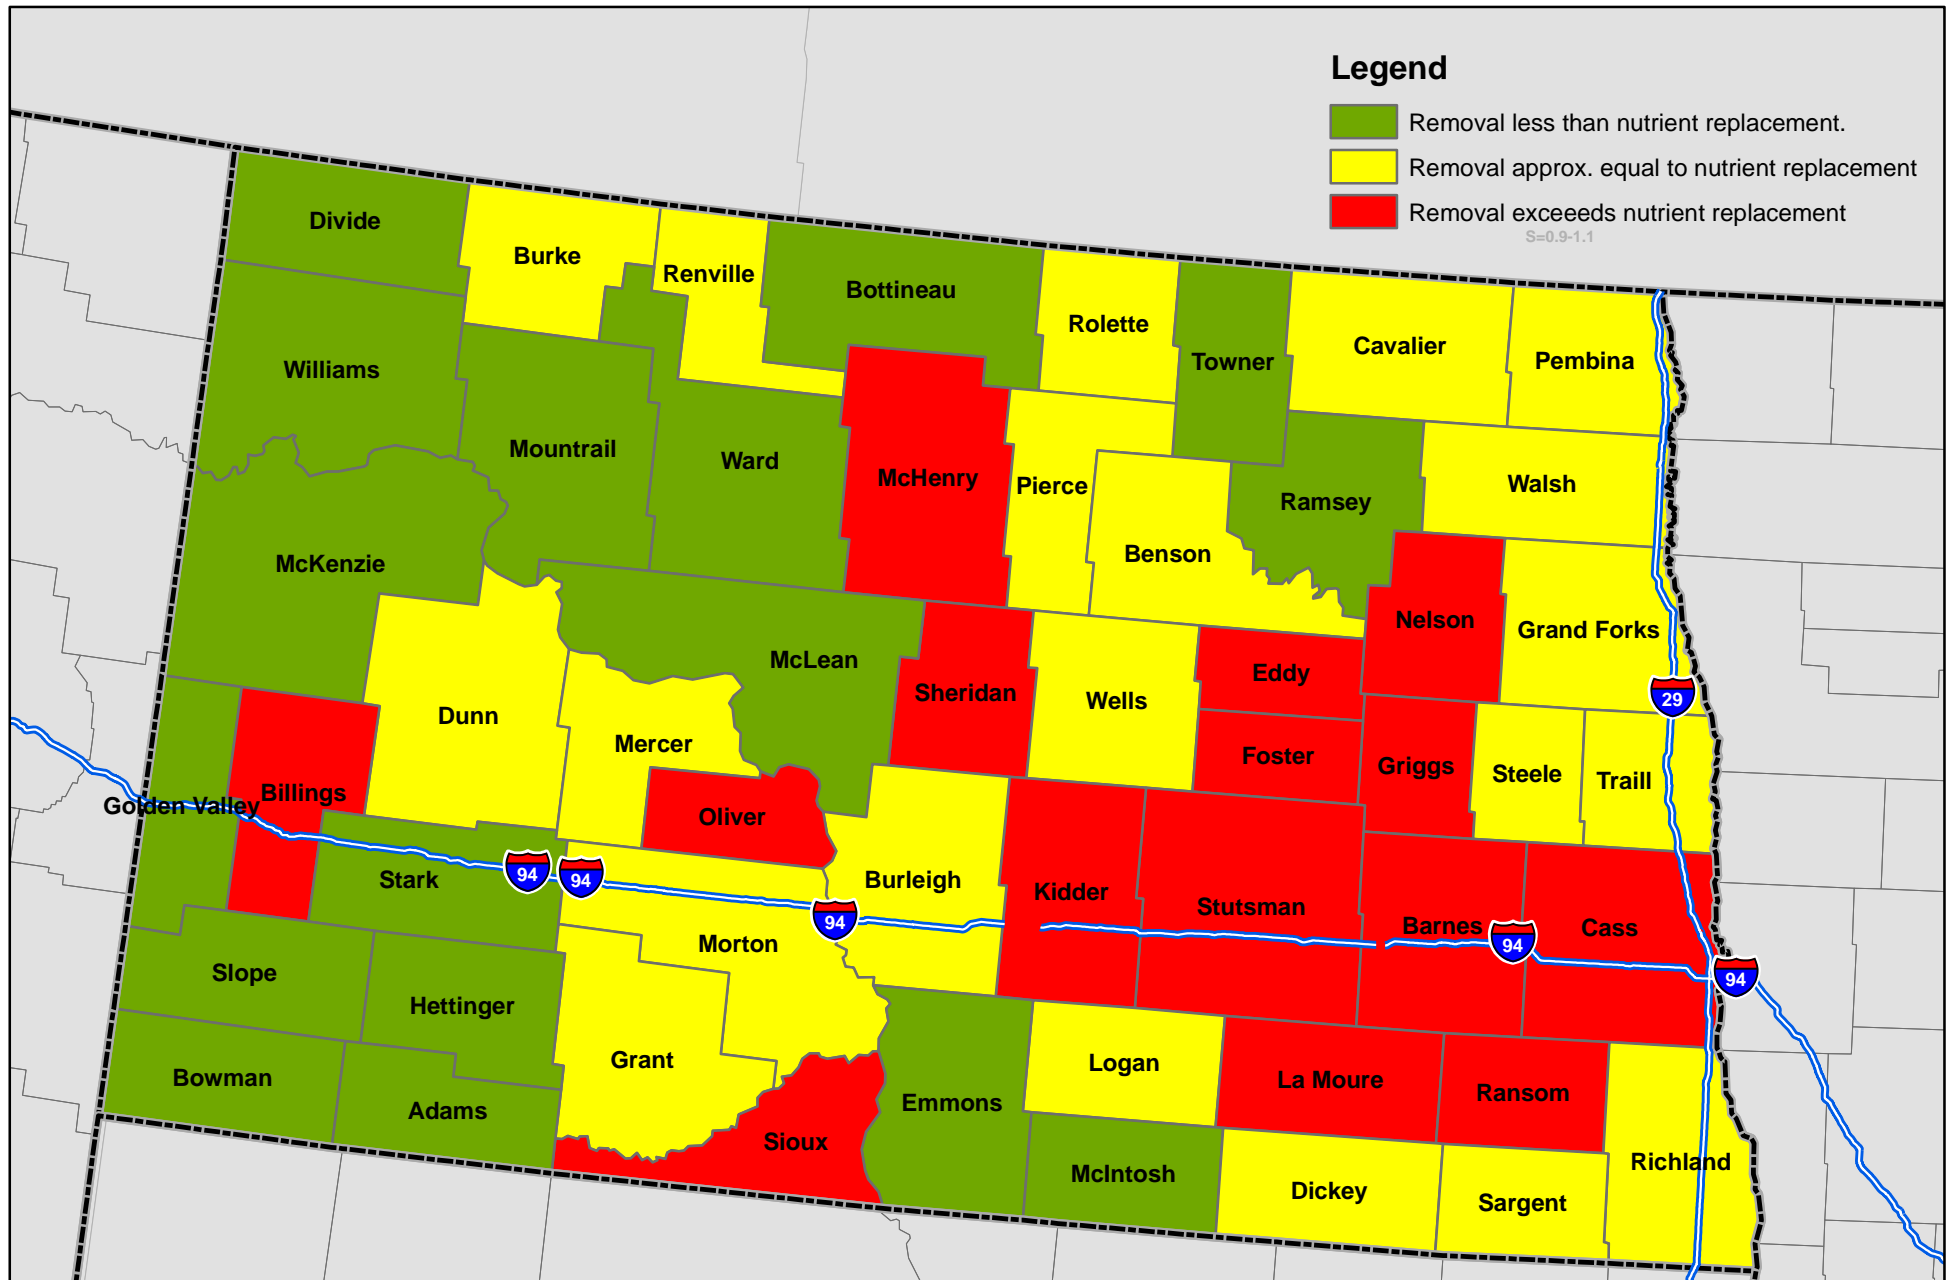 Legend
Removal less than nutrient replacement.
Removal approx. equal to nutrient replacement
Removal exceeeds nutrient replacement
S=0.9-1.1
Divide
Burke
Renville
Bottineau
Rolette
Towner
Cavalier
Pembina
Williams
Mountrail
Ward
McHenry
Pierce
Benson
Ramsey
Walsh
McKenzie
Nelson
Grand Forks
McLean
Sheridan
Wells
Eddy
29
Dunn
Mercer
Foster
Griggs
Steele
Traill
Golden Valley
Billings
Oliver
94
94
Stark
Burleigh
Kidder
Stutsman
Barnes
Cass
94
94
94
Morton
Slope
Hettinger
Grant
Logan
La Moure
Ransom
Bowman
Adams
Emmons
Sioux
McIntosh
Dickey
Sargent
Richland